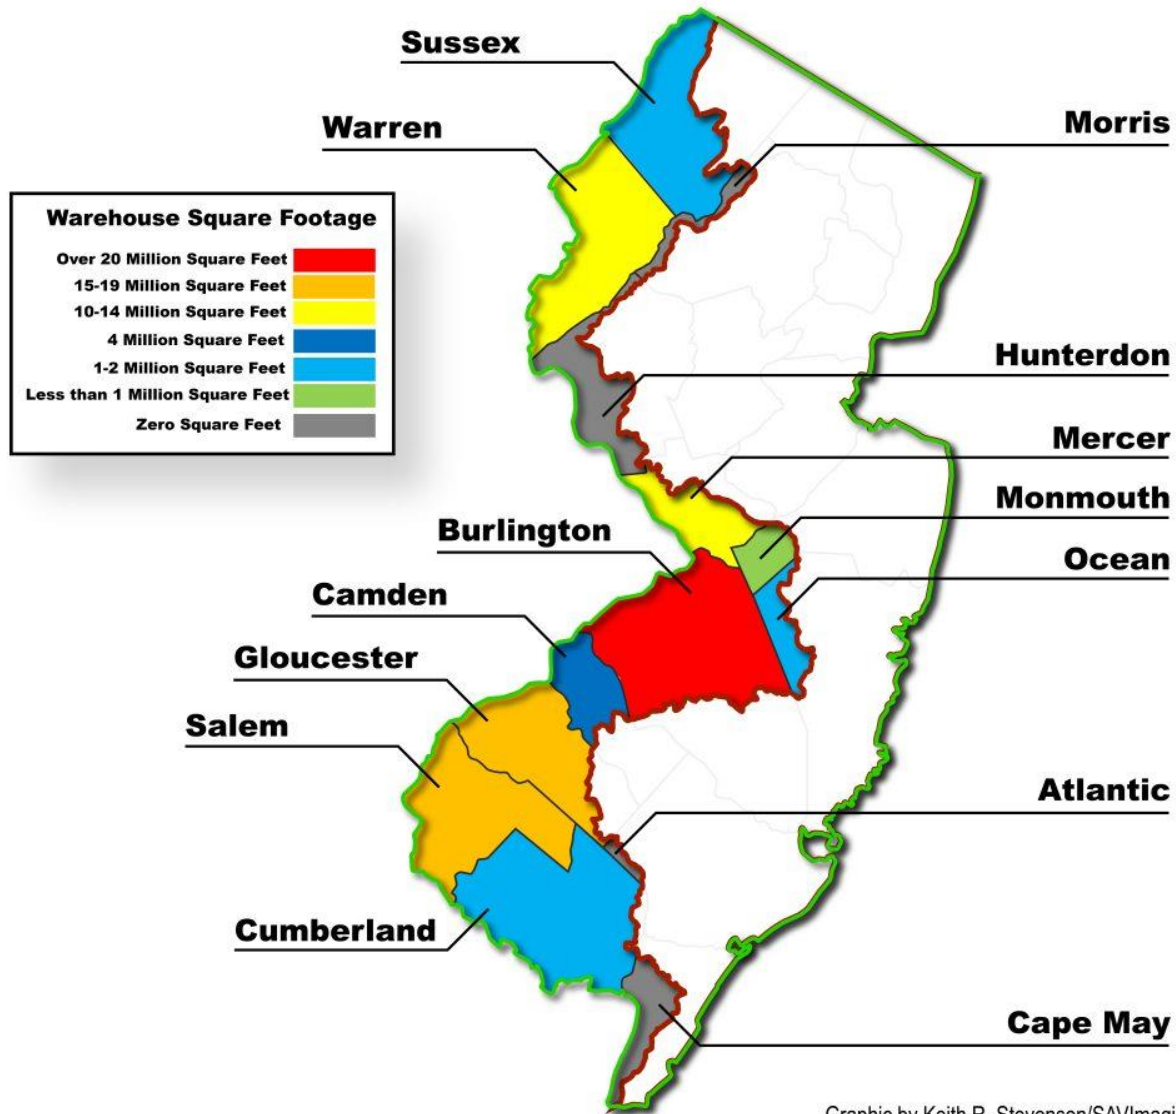 Sussex
Warren
Morris
Warehouse Square Footage
Over 20 Million Square Feet
15-19 Million Square Feet
10-14 Million Square Feet
4 Million Square Feet
1-2 Million Square Feet
Less than 1 Million Square Feet
Zero Square Feet
Hunterdon
Mercer
Monmouth
Burlington
Ocean
Camden
Gloucester
Salem
Atlantic
Cumberland
Cape May
Graphic by Keith R. Stevenson/SAVImagi